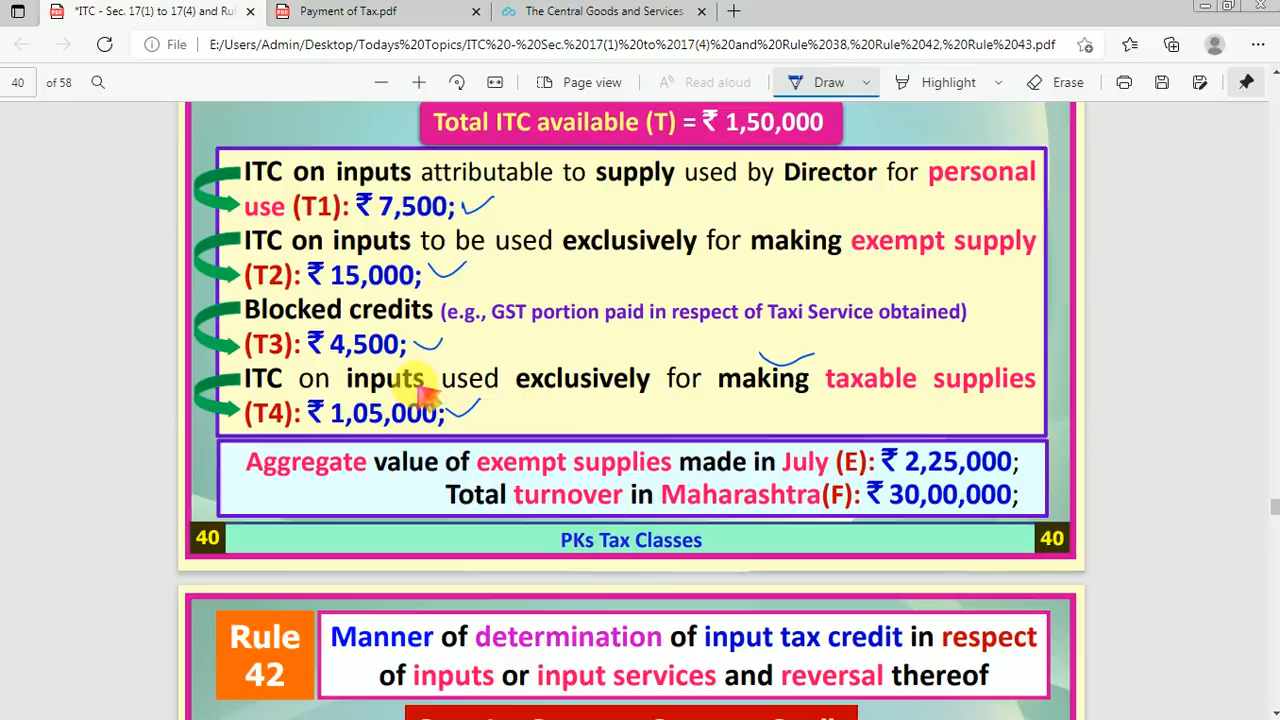 *ITC - Sec. 17(1) to 17(4) and Rul
Payment of Tax.pdf
The Central Goods and Services
File
E:/Users/Admin/Desktop/Todays%20Topics/ITC%20-%20Sec.%2017(1)%20to%2017(4)%20and%20Rule%2038,%20Rule%2042,%20Rule%2043.pdf
40 of 58
Page view
Read aloud
Draw
Highlight
Erase
Total ITC available (T) = ₹ 1,50,000
ITC on inputs attributable to supply used by Director for personal
use (T1): ₹ 7,500;
ITC on inputs to be used exclusively for making exempt supply
(T2): ₹ 15,000;
Blocked credits (e.g., GST portion paid in respect of Taxi Service obtained)
(T3): ₹ 4,500;
ITC on inputs used exclusively for making taxable supplies
(T4): ₹ 1,05,000;
Aggregate value of exempt supplies made in July (E): ₹ 2,25,000;
Total turnover in Maharashtra(F): ₹ 30,00,000;
40
PKs Tax Classes
40
Rule
42
Manner of determination of input tax credit in respect
of inputs or input services and reversal thereof